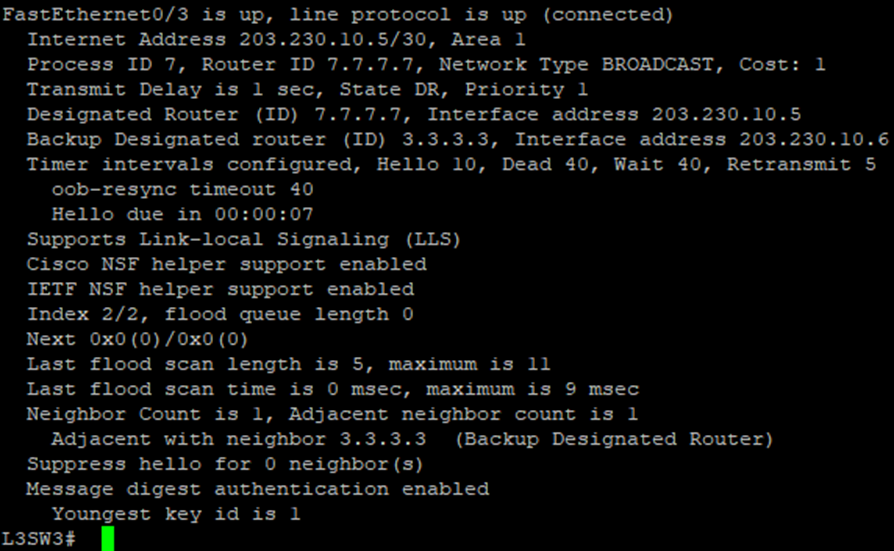 FastEthernet0/3 is up, line protocol is up (connected)
Internet Address 203.230.10.5/30, Area 1
Process ID 7, Router ID 7.7.7.7, Network Type BROADCAST, Cost: 1
Transmit Delay is 1 sec, State DR, Priority 1
Designated Router (ID) 7.7.7.7, Interface address 203.230.10.5
Backup Designated router (ID) 3.3.3.3, Interface address 203.230.10.6
Timer intervals configured, Hello 10, Dead 40, Wait 40, Retransmit 5
oob-resync timeout 40
Hello due in 00:00:07
Supports Link-local Signaling (LLS)
Cisco NSF helper support enabled
IETF NSF helper support enabled
Index 2/2, flood queue length 0
Next 0x0(0)/0x0(0)
Last flood scan length is 5, maximum is 11
Last flood scan time is 0 msec, maximum is 9 msec
Neighbor Count is 1, Adjacent neighbor count is 1
Adjacent with neighbor 3.3.3.3  (Backup Designated Router)
Suppress hello for 0 neighbor(s)
Message digest authentication enabled
Youngest key id is 1
L3SW3#